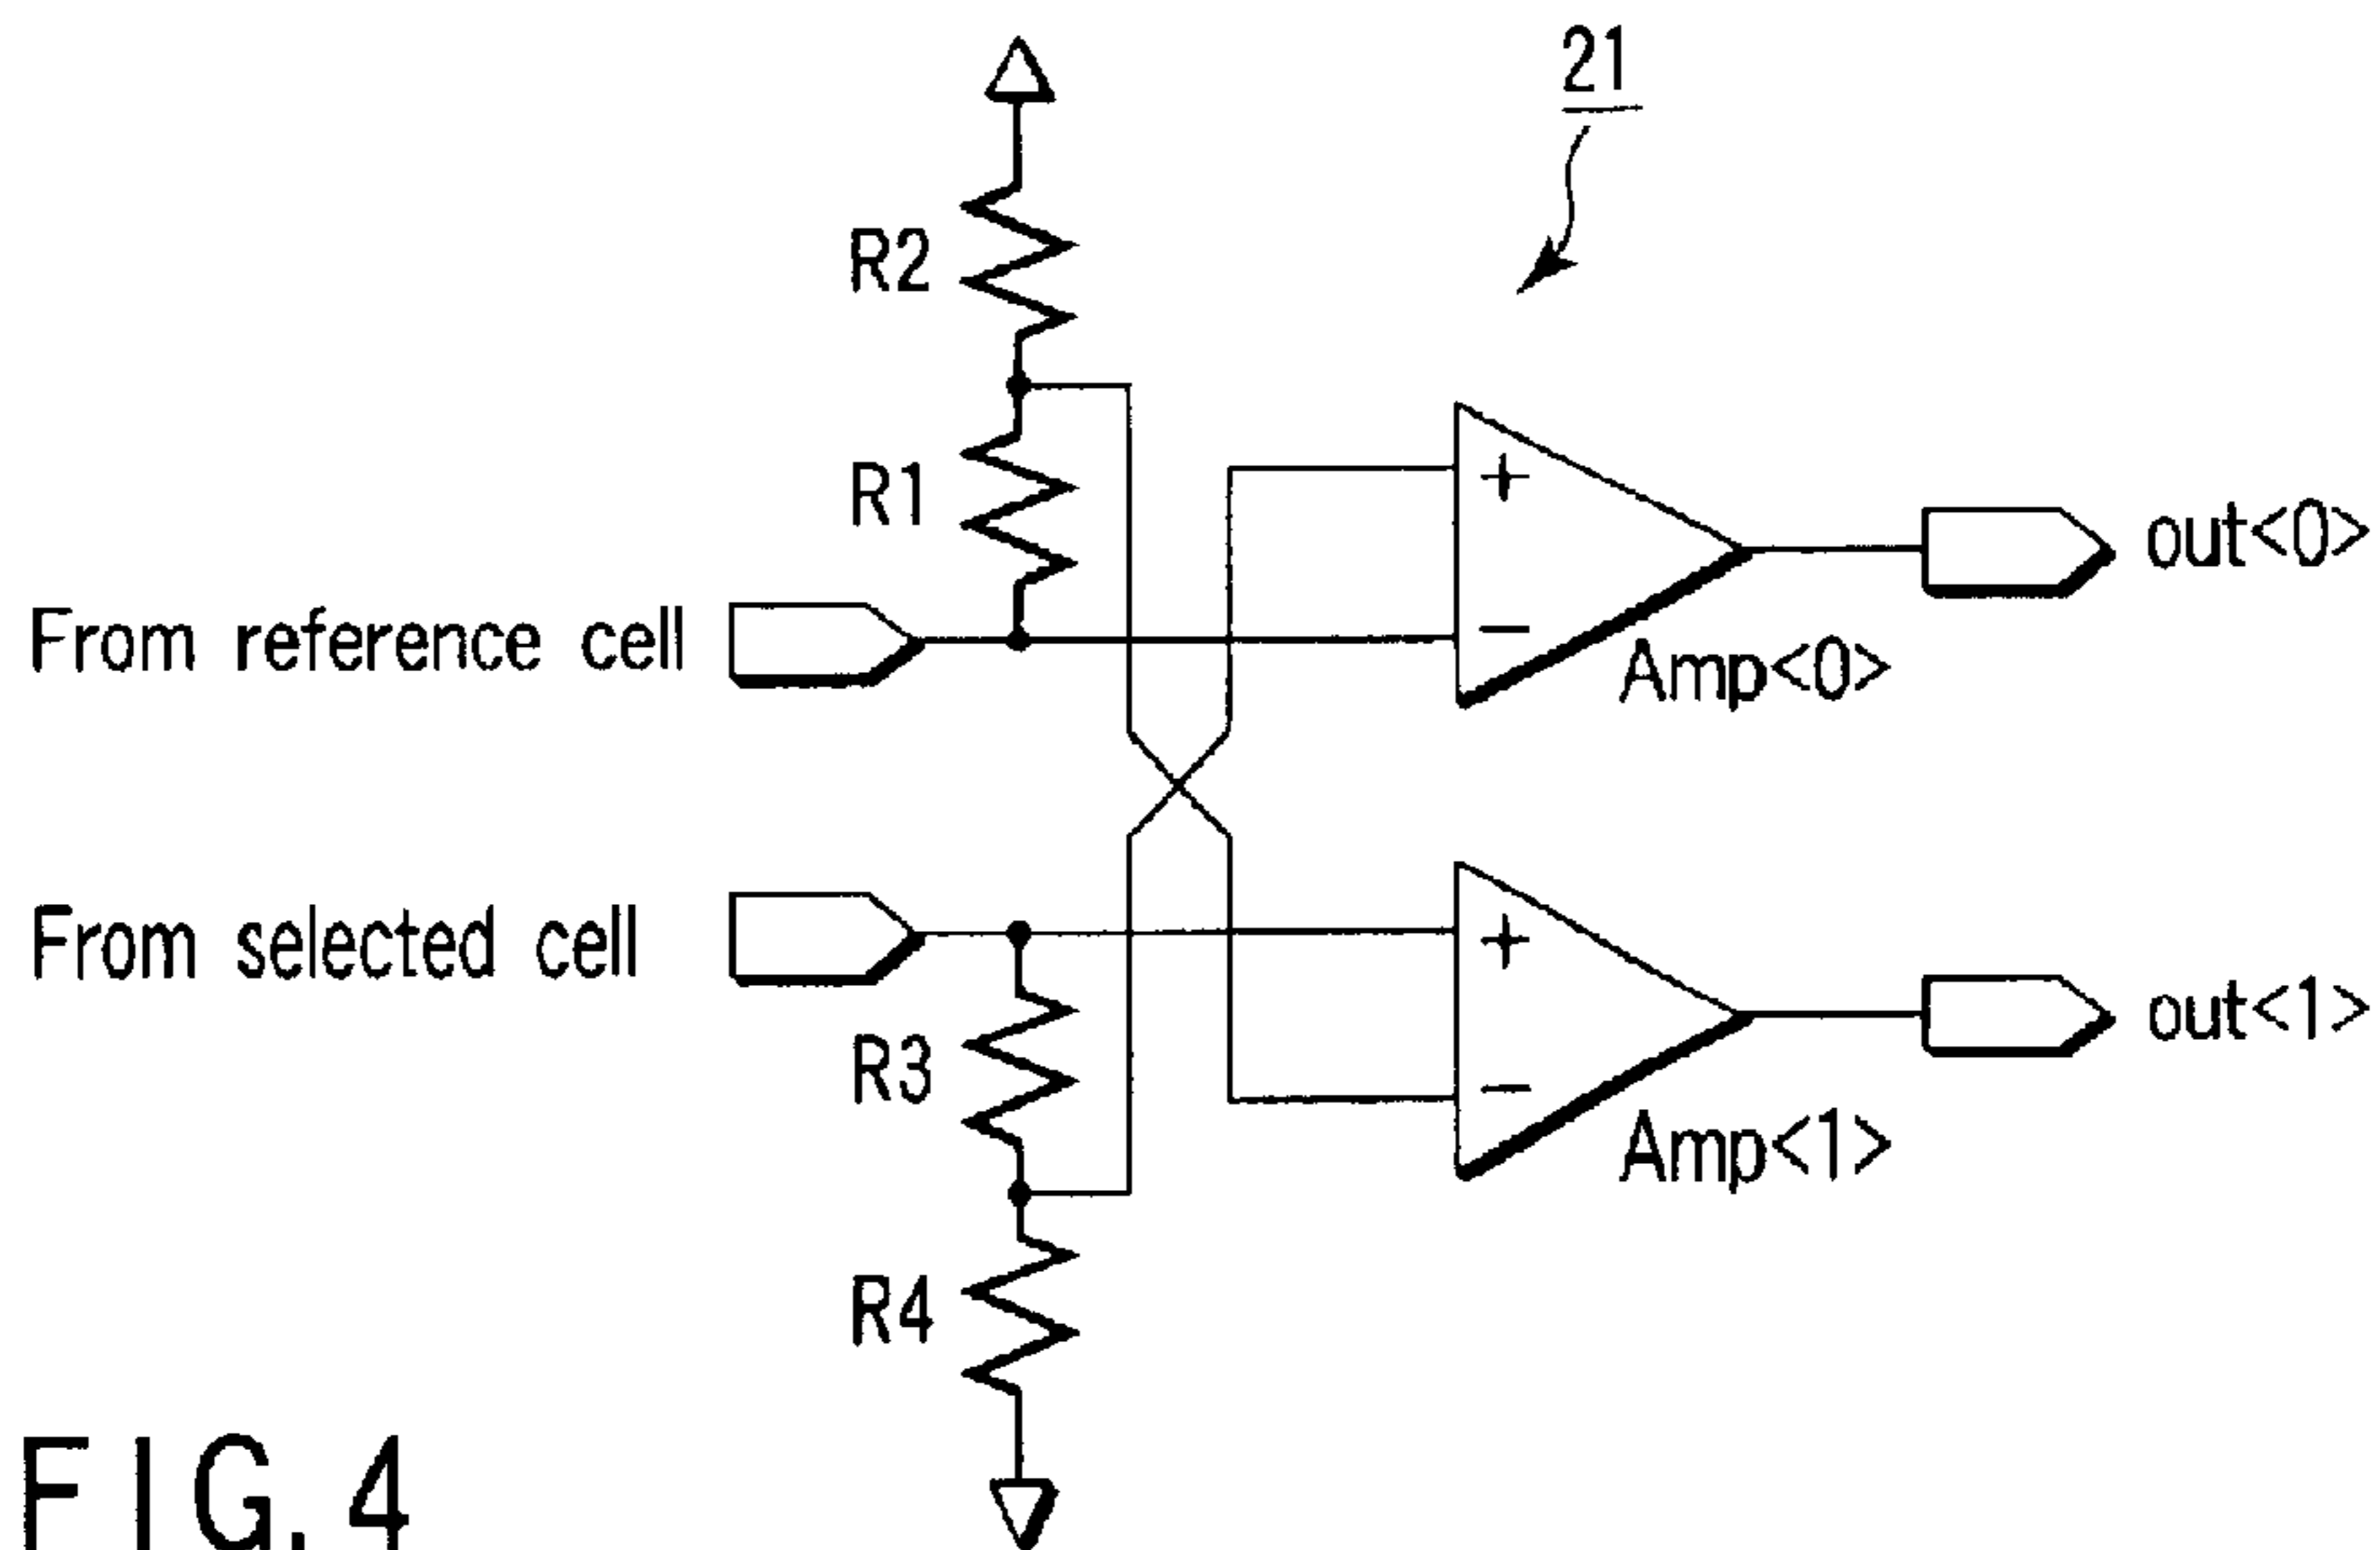 21
R2
R1
+
−
out<0>
Amp<0>
From reference cell
From selected cell
+
−
out<1>
Amp<1>
R3
R4
FIG. 4